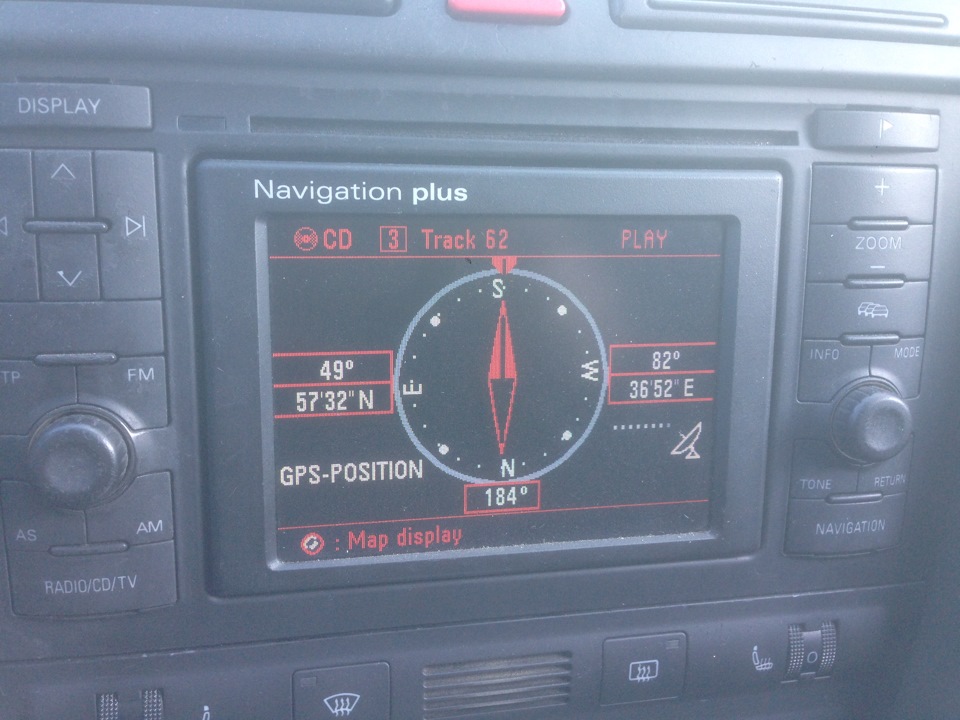 DISPLAY
Navigation plus
CD 3 Track 62 PLAY
S
49°
57'32" N
E
W
82°
36'52" E
GPS-POSITION
N
184°
: Map display
TP FM
AS AM
RADIO/CD/TV
+
ZOOM
−
INFO MODE
TONE RETURN
NAVIGATION